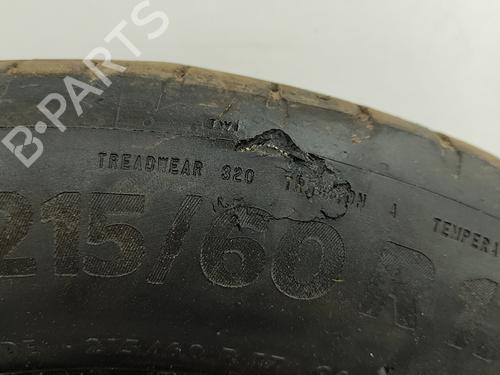 B-PARTS
TWI
TREADWEAR 320 TRACTION A TEMPERA
215/60 R